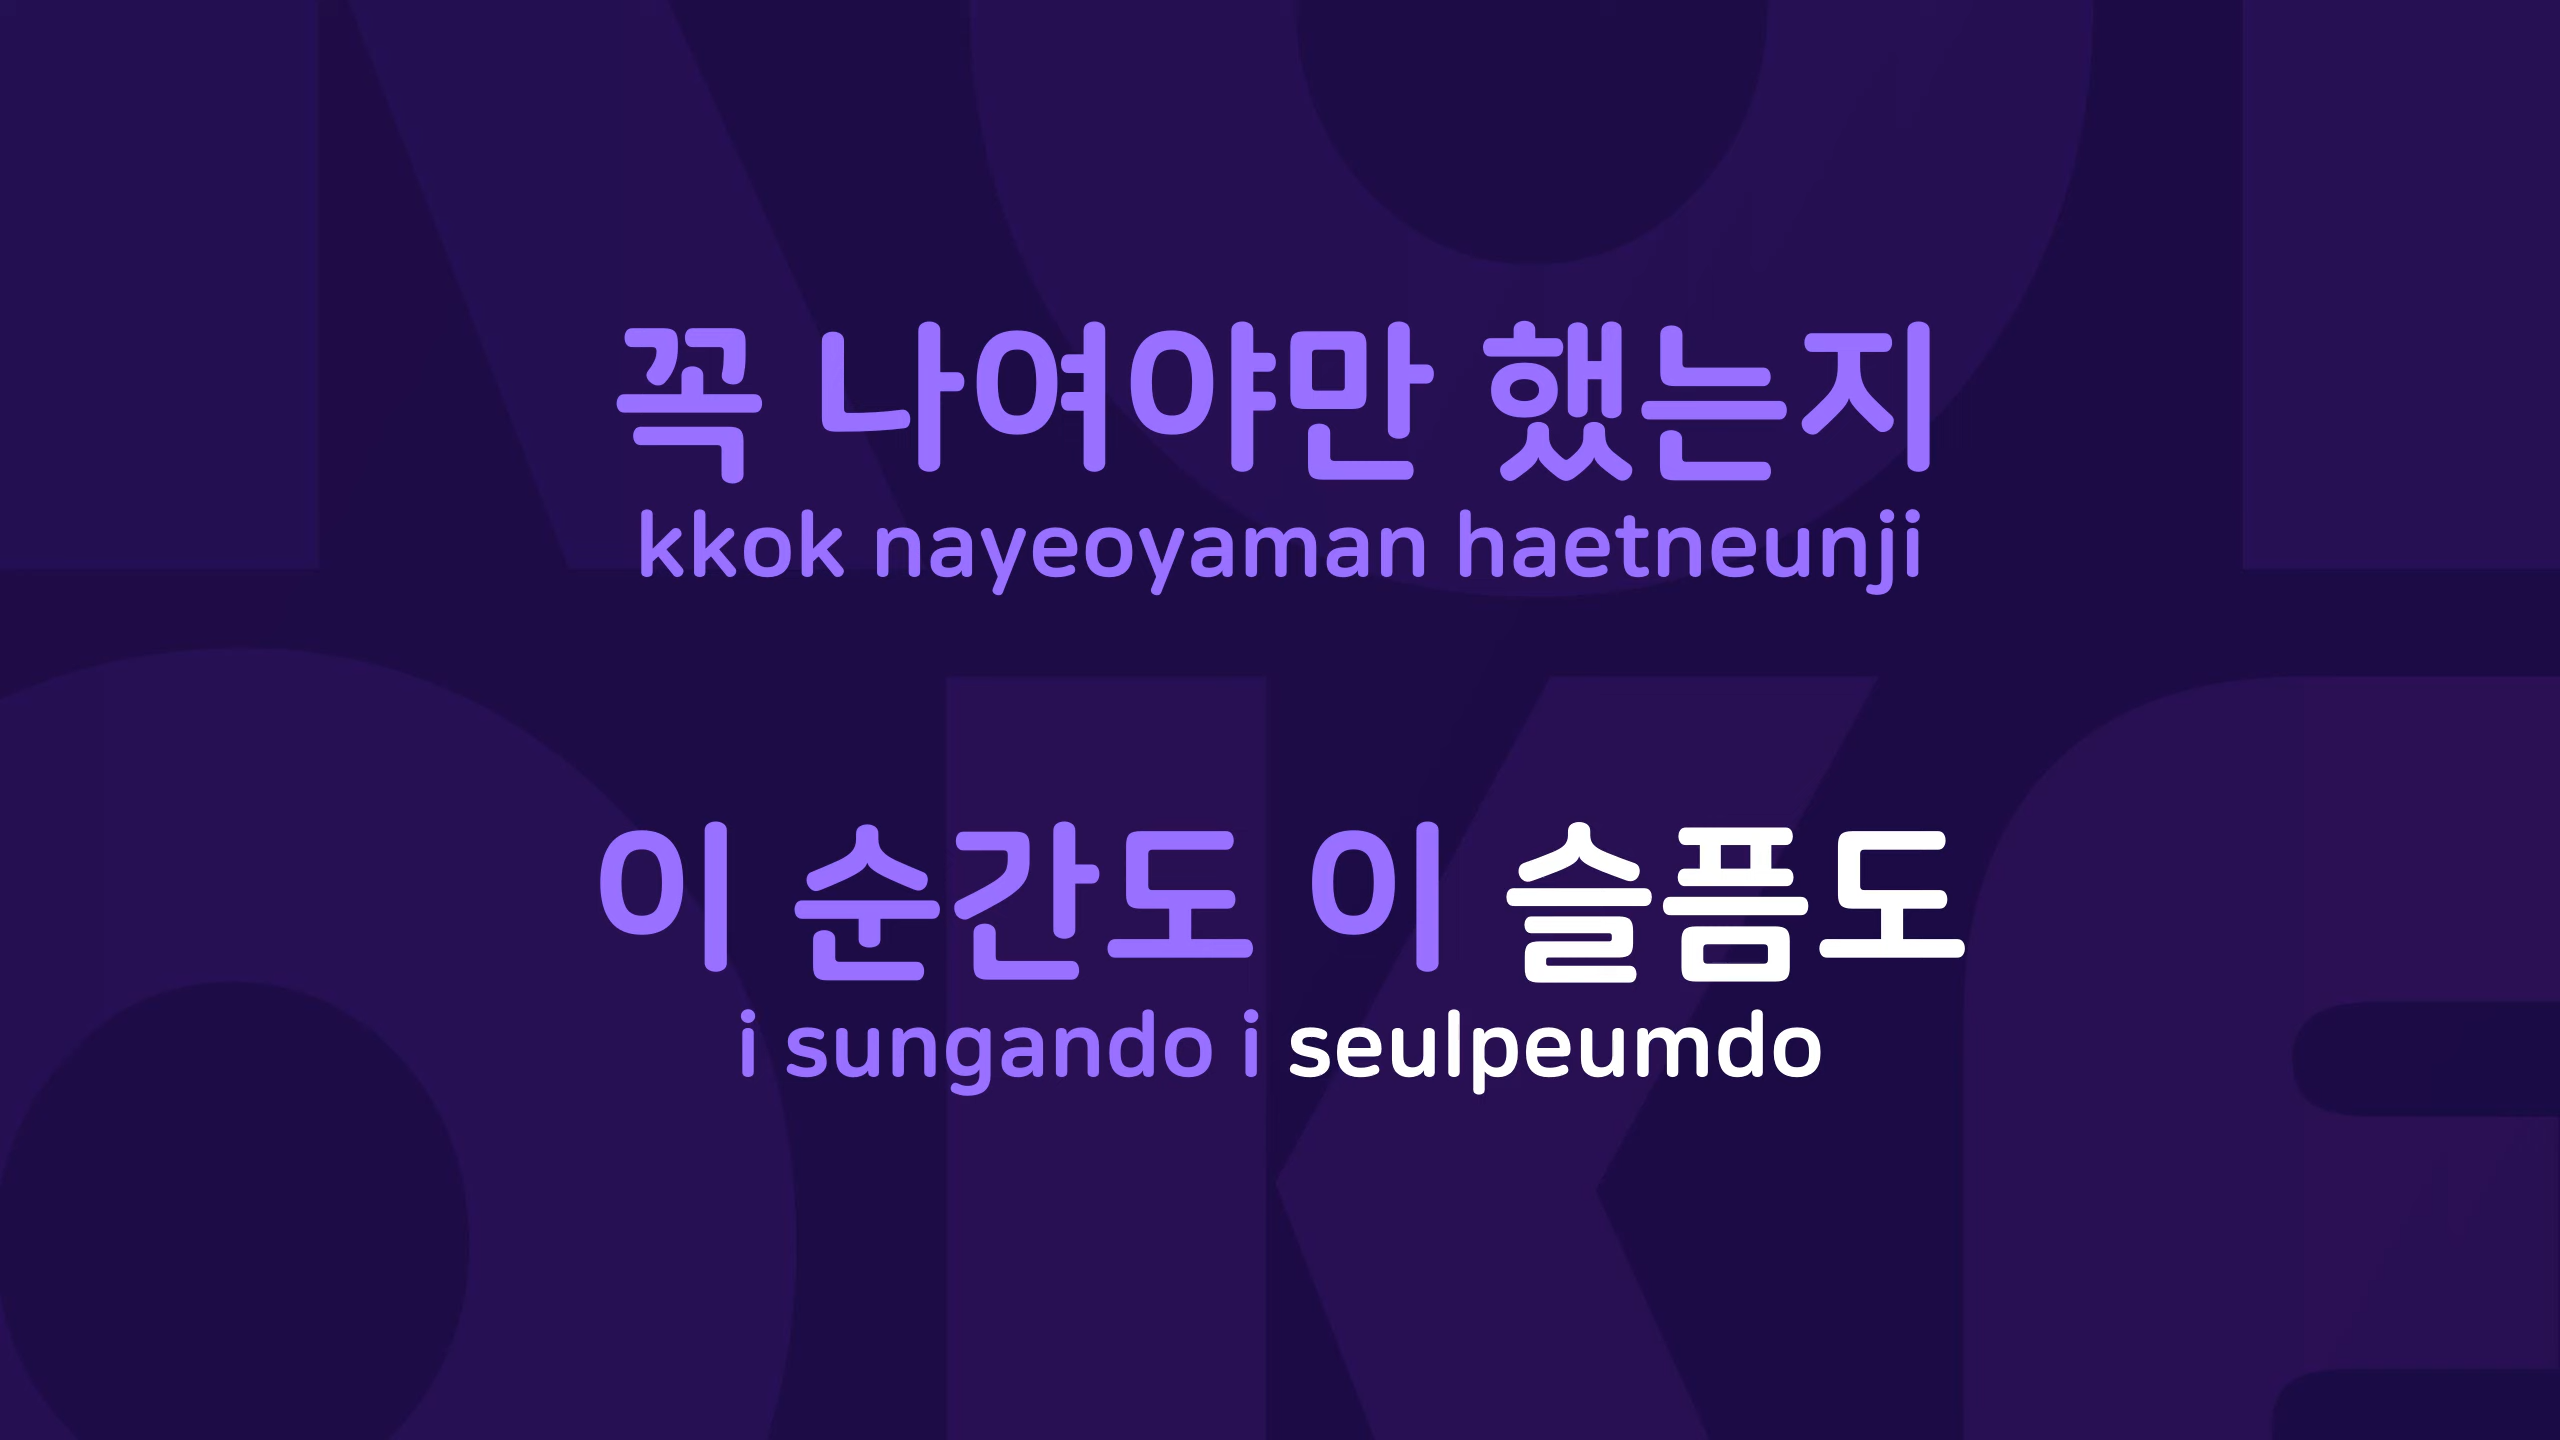 꼭 나여야만 했는지
kkok nayeoyaman haetneunji
이 순간도 이 슬픔도
i sungando i seulpeumdo